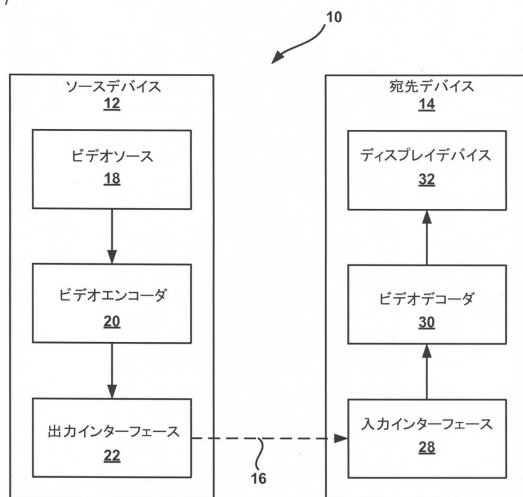 10
ソースデバイス
12
ビデオソース
18
ビデオエンコーダ
20
出力インターフェース
22
16
宛先デバイス
14
ディスプレイデバイス
32
ビデオデコーダ
30
入力インターフェース
28